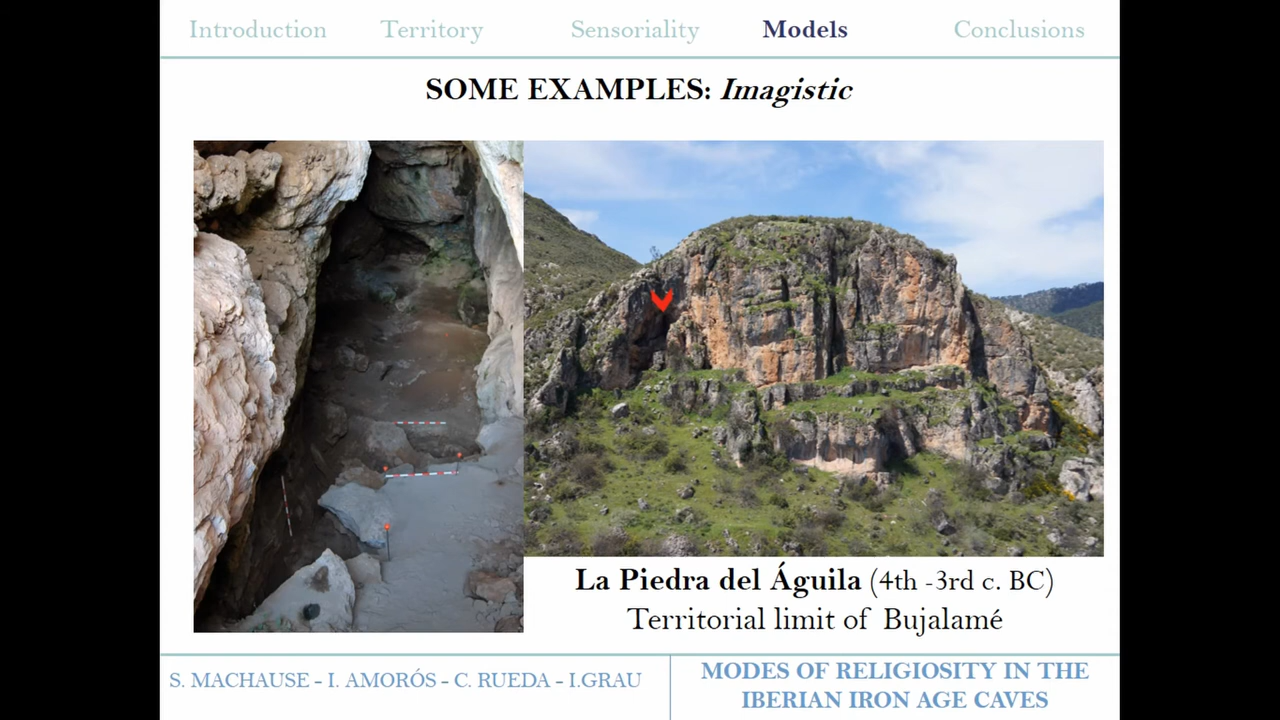 Introduction Territory Sensoriality Models Conclusions
SOME EXAMPLES: Imagistic
La Piedra del Águila (4th -3rd c. BC)
Territorial limit of Bujalamé
S. MACHAUSE - I. AMORÓS - C. RUEDA - I.GRAU
MODES OF RELIGIOSITY IN THE
IBERIAN IRON AGE CAVES